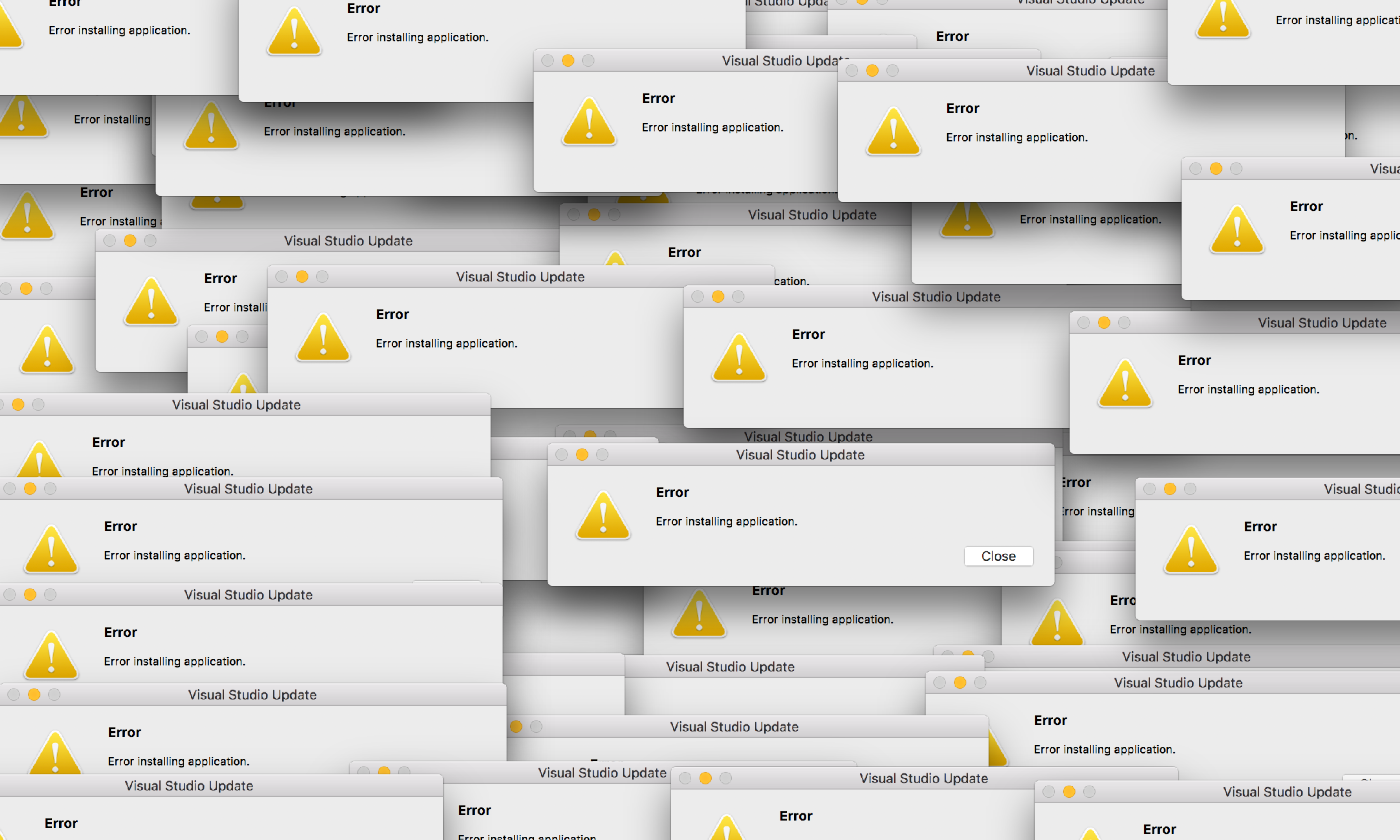 Error
Error installing application.
Error
Error installing application.
Visual Studio Update
Error
Error installing application.
Visual Studio Update
Error
Visual Studio Update
Error
Error installing application.
Visual Studio Update
Error
Error installing application.
Error installing
Error
Error installing application.
Error
Error installing application.
Error installing application.
Error
Error installing
Visual Studio Update
Error
cation.
Error installing application.
Visual Studio Update
Error
Visual Studio Update
Error
Error installing application.
Visual Studio Update
Error
Error installing application.
Visual Studio Update
Error
Error installing application.
Visual Studio Update
Error
Error installing application.
Visual Studio Update
Visual Studio Update
Error
Error installing application.
Close
Error
Error installing
Error
Error installing application.
Visual Studio Update
Error
Error installing application.
Visual Studio Update
Error
Error installing application.
Error
Error installing application.
Error installing application.
Visual Studio Update
Visual Studio Update
Visual Studio Update
Error
Error installing application.
Visual Studio Update
Error
Error installing application.
Visual Studio Update
Visual Studio Update
Error
Error installing application.
Visual Studio Update
Error
Visual Studio Update
Error
Visual Studio Update
Error